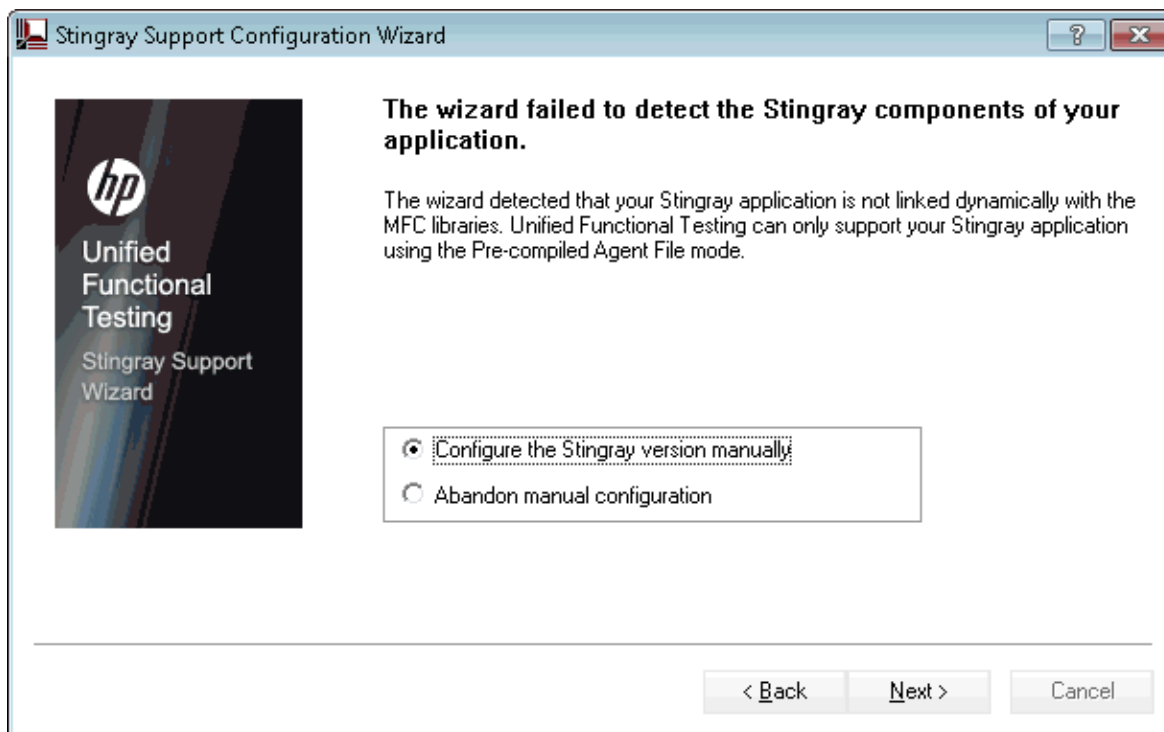 Stingray Support Configuration Wizard
?
hp
Unified
Functional
Testing
Stingray Support
Wizard
The wizard failed to detect the Stingray components of your
application.
The wizard detected that your Stingray application is not linked dynamically with the
MFC libraries. Unified Functional Testing can only support your Stingray application
using the Pre-compiled Agent File mode.
Configure the Stingray version manually
Abandon manual configuration
< Back
Next >
Cancel